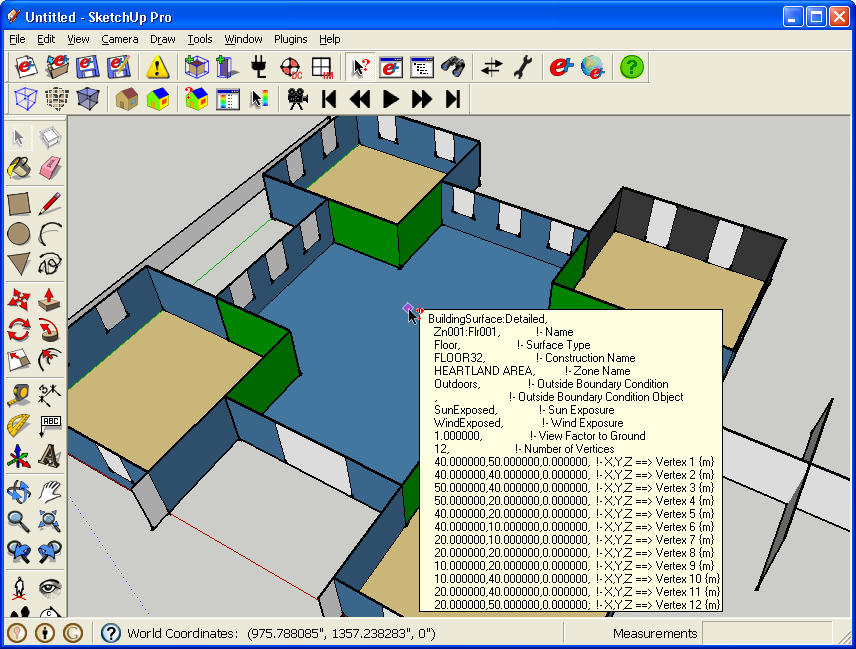 Untitled - SketchUp Pro
File Edit View Camera Draw Tools Window Plugins Help
BuildingSurface:Detailed,
Zn001:Flr001, !- Name
Floor, !- Surface Type
FLOOR32, !- Construction Name
HEARTLAND AREA, !- Zone Name
Outdoors, !- Outside Boundary Condition
, !- Outside Boundary Condition Object
SunExposed, !- Sun Exposure
WindExposed, !- Wind Exposure
1.000000, !- View Factor to Ground
12, !- Number of Vertices
40.000000,50.000000,0.000000, !- X,Y,Z ==> Vertex 1 {m}
40.000000,40.000000,0.000000, !- X,Y,Z ==> Vertex 2 {m}
50.000000,40.000000,0.000000, !- X,Y,Z ==> Vertex 3 {m}
50.000000,20.000000,0.000000, !- X,Y,Z ==> Vertex 4 {m}
40.000000,20.000000,0.000000, !- X,Y,Z ==> Vertex 5 {m}
40.000000,10.000000,0.000000, !- X,Y,Z ==> Vertex 6 {m}
20.000000,10.000000,0.000000, !- X,Y,Z ==> Vertex 7 {m}
20.000000,20.000000,0.000000, !- X,Y,Z ==> Vertex 8 {m}
10.000000,20.000000,0.000000, !- X,Y,Z ==> Vertex 9 {m}
10.000000,40.000000,0.000000, !- X,Y,Z ==> Vertex 10 {m}
20.000000,40.000000,0.000000, !- X,Y,Z ==> Vertex 11 {m}
20.000000,50.000000,0.000000; !- X,Y,Z ==> Vertex 12 {m}
ABC
World Coordinates: (975.788085", 1357.238283", 0")
Measurements